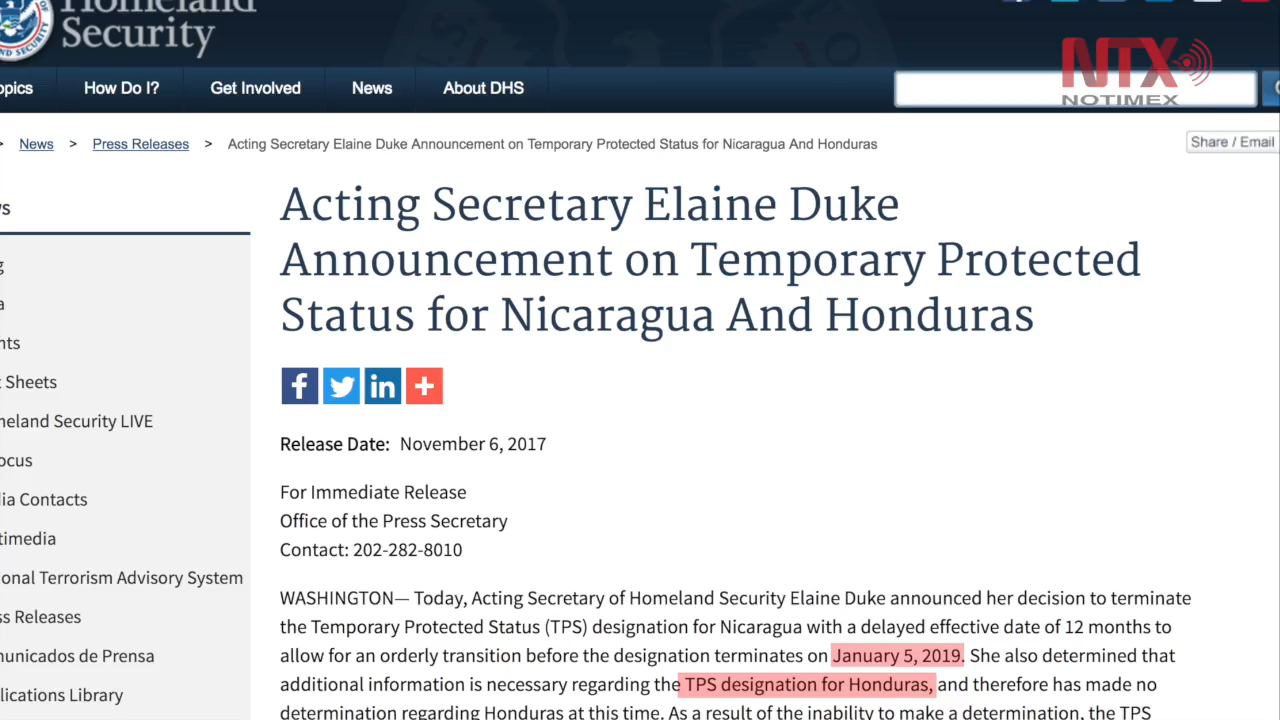 Homeland
Security
opics How Do I? Get Involved News About DHS
NTX
NOTIMEX
> News > Press Releases > Acting Secretary Elaine Duke Announcement on Temporary Protected Status for Nicaragua And Honduras
Share / Email
Acting Secretary Elaine Duke
Announcement on Temporary Protected
Status for Nicaragua And Honduras
Release Date: November 6, 2017
For Immediate Release
Office of the Press Secretary
Contact: 202-282-8010
WASHINGTON— Today, Acting Secretary of Homeland Security Elaine Duke announced her decision to terminate
the Temporary Protected Status (TPS) designation for Nicaragua with a delayed effective date of 12 months to
allow for an orderly transition before the designation terminates on January 5, 2019. She also determined that
additional information is necessary regarding the TPS designation for Honduras, and therefore has made no
determination regarding Honduras at this time. As a result of the inability to make a determination, the TPS
s
g
a
nts
t Sheets
neland Security LIVE
ocus
dia Contacts
timedia
ional Terrorism Advisory System
ss Releases
nunicados de Prensa
lications Library